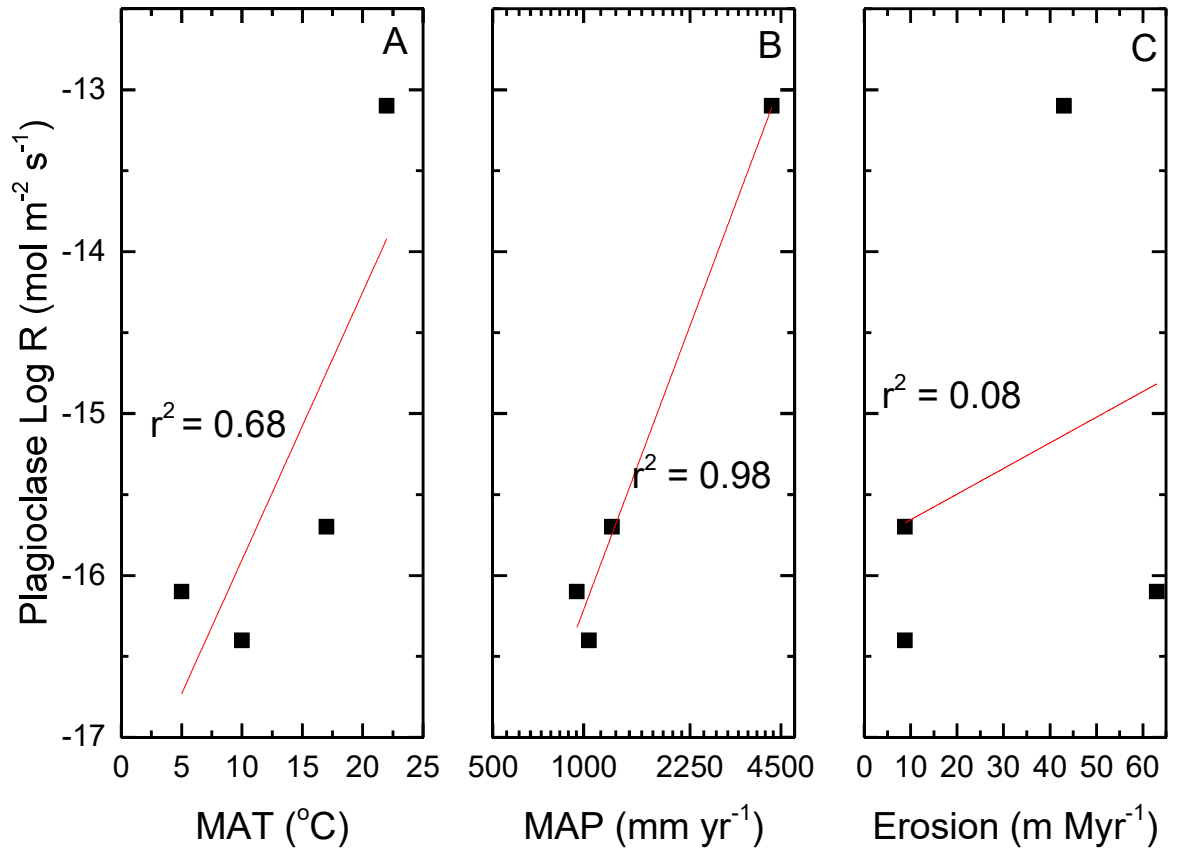 Plagioclase Log R (mol m⁻² s⁻¹)
-13
-14
-15
-16
-17
A
r² = 0.68
0 5 10 15 20 25
MAT (°C)
B
r² = 0.98
500 1000 2250 4500
MAP (mm yr⁻¹)
C
r² = 0.08
0 10 20 30 40 50 60
Erosion (m Myr⁻¹)